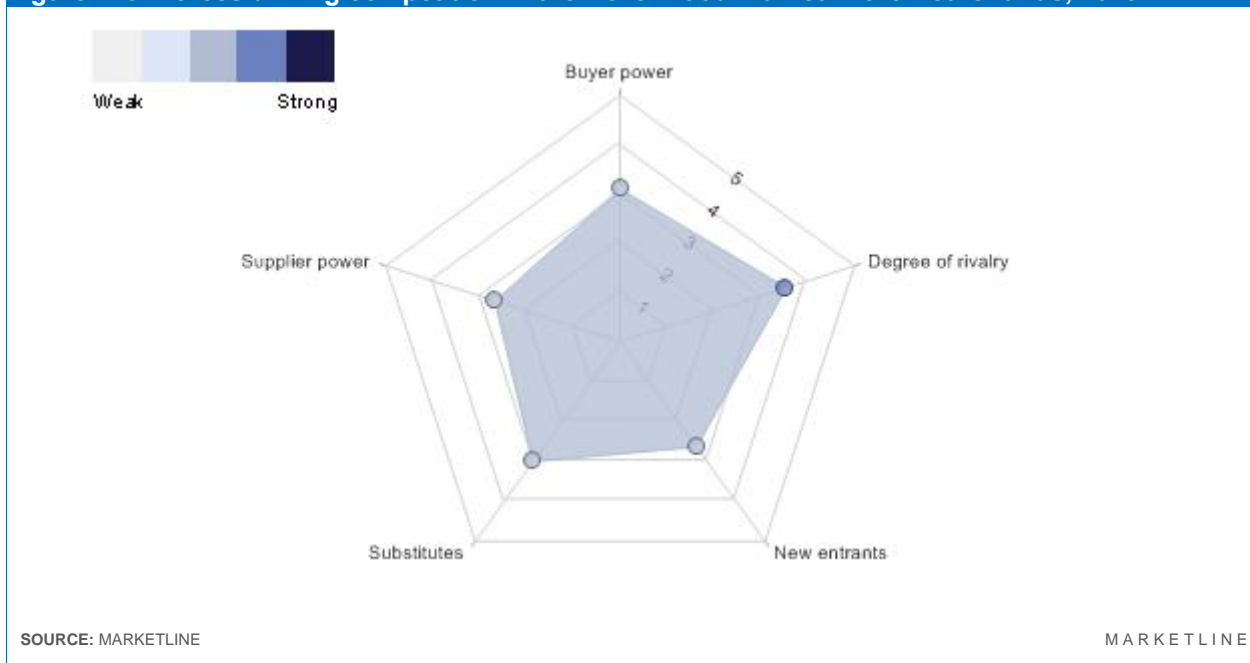 Weak Strong
Buyer power
5
4
3
2
1
Supplier power
Degree of rivalry
Substitutes
New entrants
SOURCE: MARKETLINE
MARKETLINE